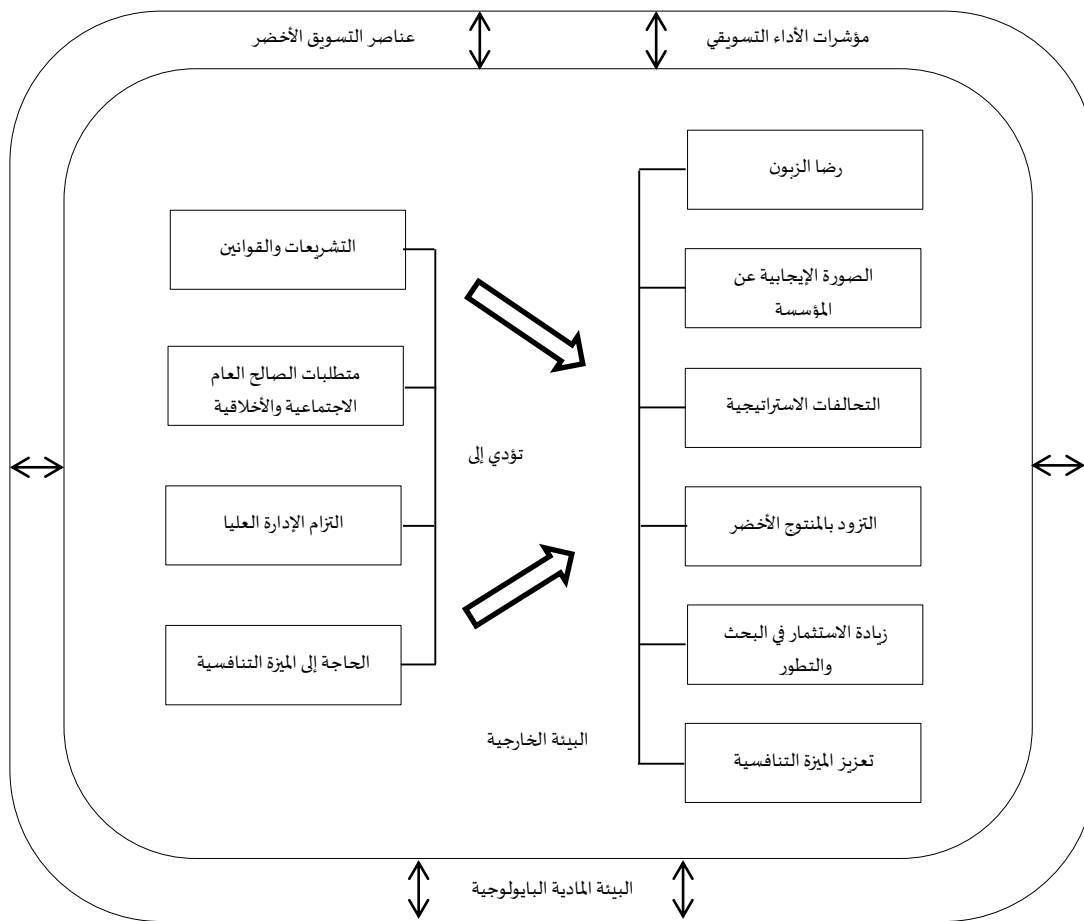 مؤشرات الأداء التسويقي
عناصر التسويق الأخضر
رضا الزبون
الصورة الإيجابية عن
المؤسسة
التحالفات الاستراتيجية
التزود بالمنتوج الأخضر
زيادة الاستثمار في البحث
والتطور
تعزيز الميزة التنافسية
التشريعات والقوانين
متطلبات الصالح العام
الاجتماعية والأخلاقية
التزام الإدارة العليا
الحاجة إلى الميزة التنافسية
تؤدي إلى
البيئة الخارجية
البيئة المادية البايولوجية